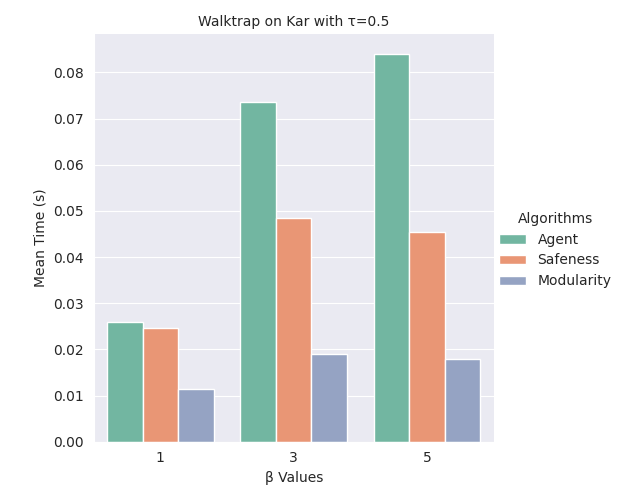 Walktrap on Kar with τ=0.5
Mean Time (s)
0.08
0.07
0.06
0.05
0.04
0.03
0.02
0.01
0.00
1
3
5
β Values
Algorithms
Agent
Safeness
Modularity